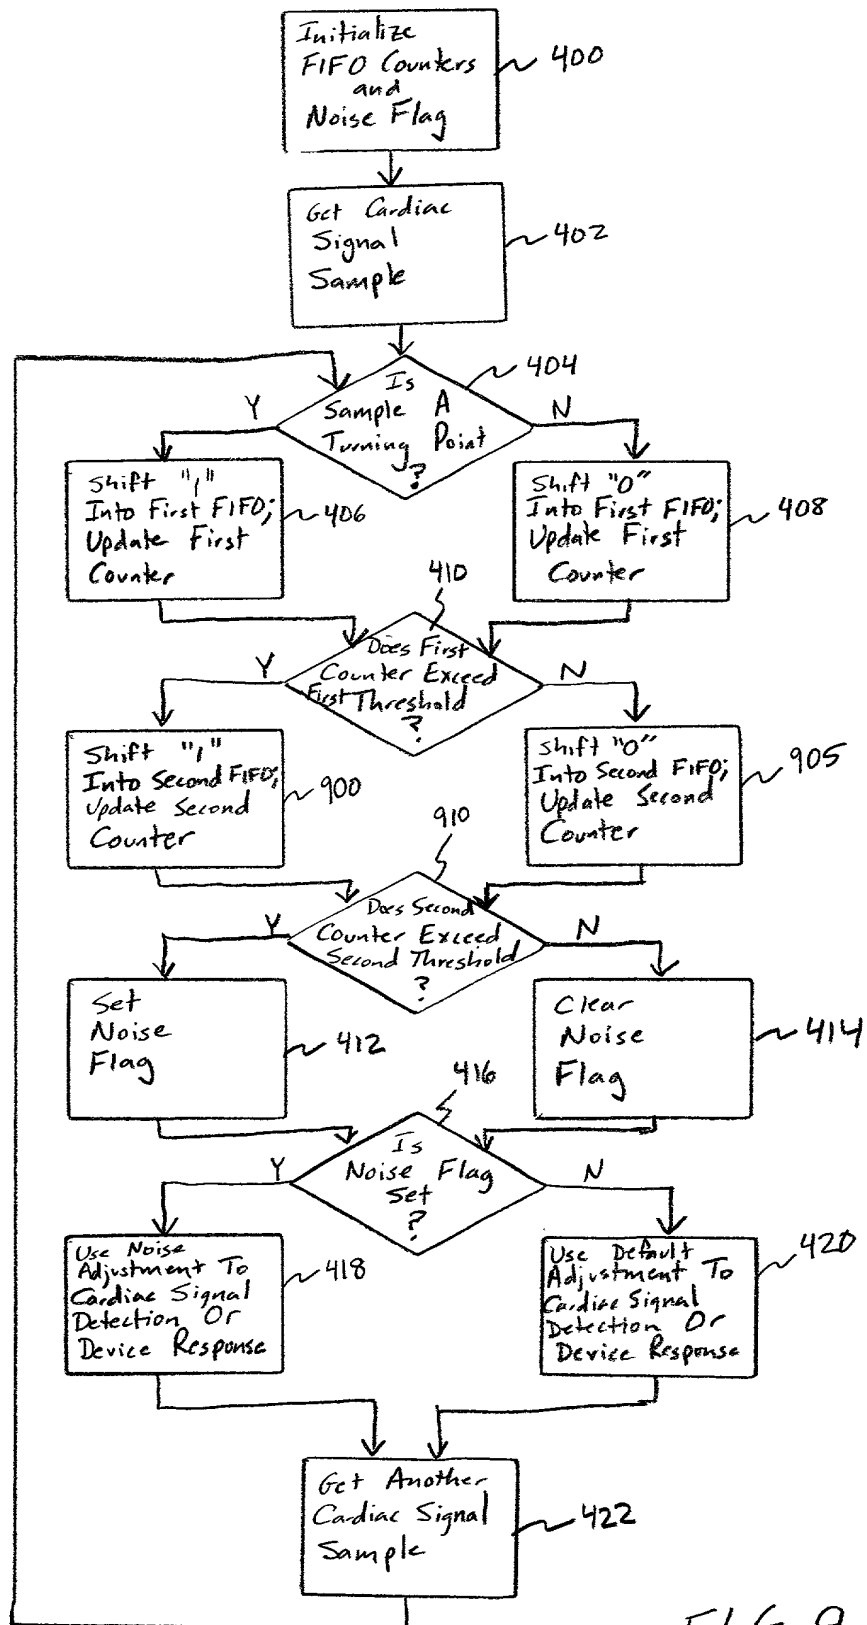 Initialize
FIFO Counters
and
Noise Flag
400
Get Cardiac
Signal
Sample
402
Is
Sample A
Turning Point
?
404
Y
N
Shift "1"
Into First FIFO;
Update First
Counter
406
Shift "0"
Into First FIFO;
Update First
Counter
408
410
Does First
Counter Exceed
First Threshold
?
Y
N
Shift "1"
Into Second FIFO;
Update Second
Counter
900
Shift "0"
Into Second FIFO;
Update Second
Counter
905
910
Does Second
Counter Exceed
Second Threshold
?
Y
N
Set
Noise
Flag
412
Clear
Noise
Flag
414
416
Is
Noise Flag
Set
?
Y
N
Use Noise
Adjustment To
Cardiac Signal
Detection Or
Device Response
418
Use Default
Adjustment To
Cardiac Signal
Detection Or
Device Response
420
Get Another
Cardiac Signal
Sample
422
FIG. 9